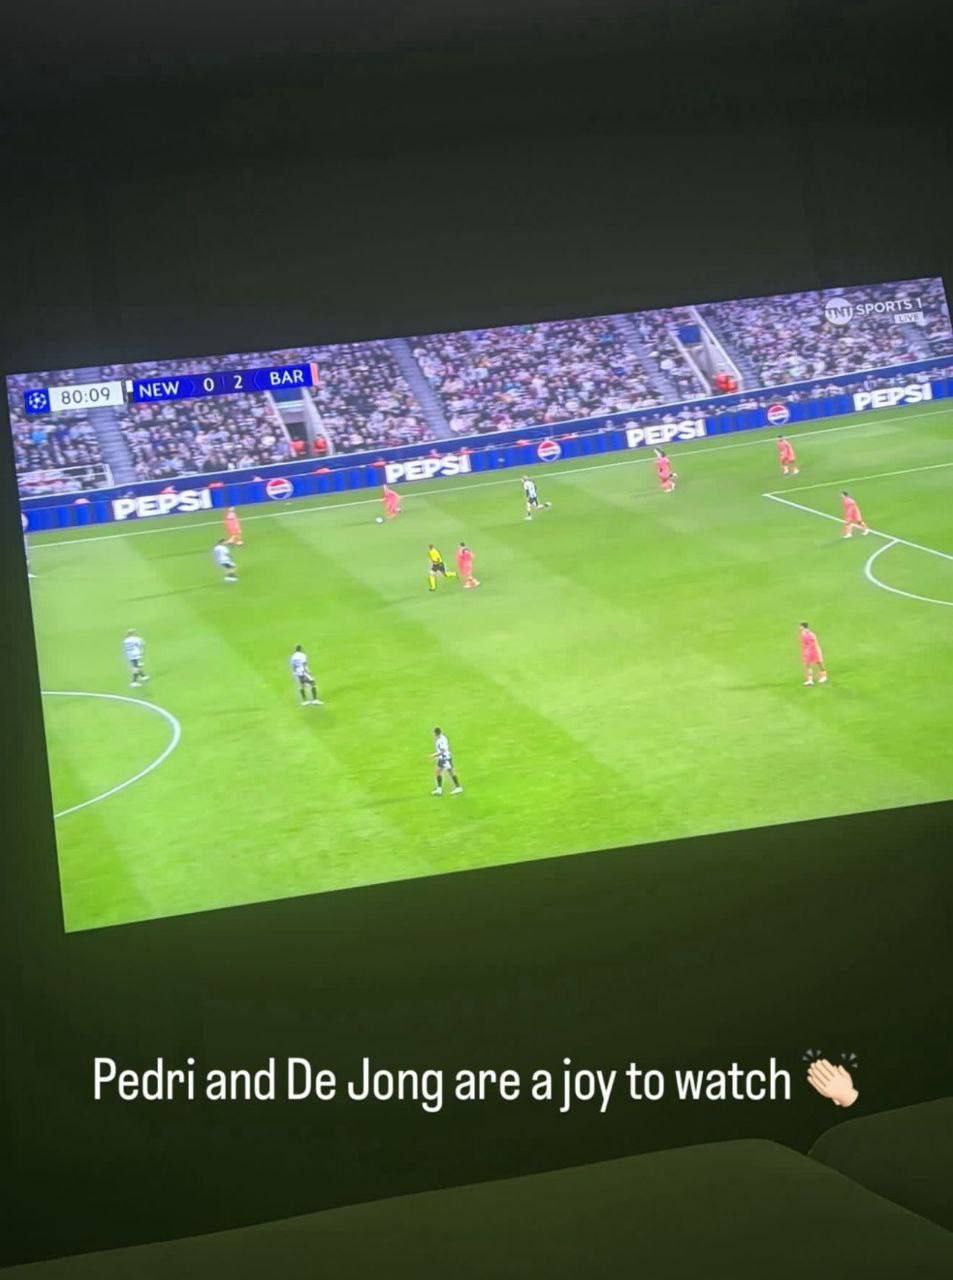 TNT SPORTS 1
LIVE
80:09 NEW 0 2 BAR
PEPSI PEPSI PEPSI PEPSI
Pedri and De Jong are a joy to watch 👏🏻